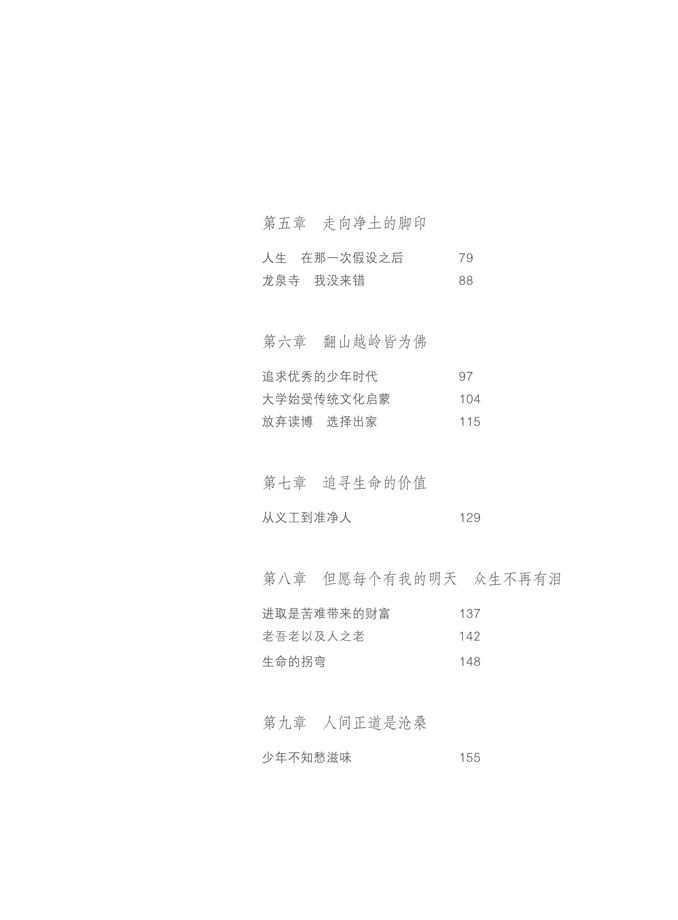 第五章　走向净土的脚印
人生　在那一次假设之后　79
龙泉寺　我没来错　88
第六章　翻山越岭皆为佛
追求优秀的少年时代　97
大学始受传统文化启蒙　104
放弃读博　选择出家　115
第七章　追寻生命的价值
从义工到准净人　129
第八章　但愿每个有我的明天　众生不再有泪
进取是苦难带来的财富　137
老吾老以及人之老　142
生命的拐弯　148
第九章　人间正道是沧桑
少年不知愁滋味　155